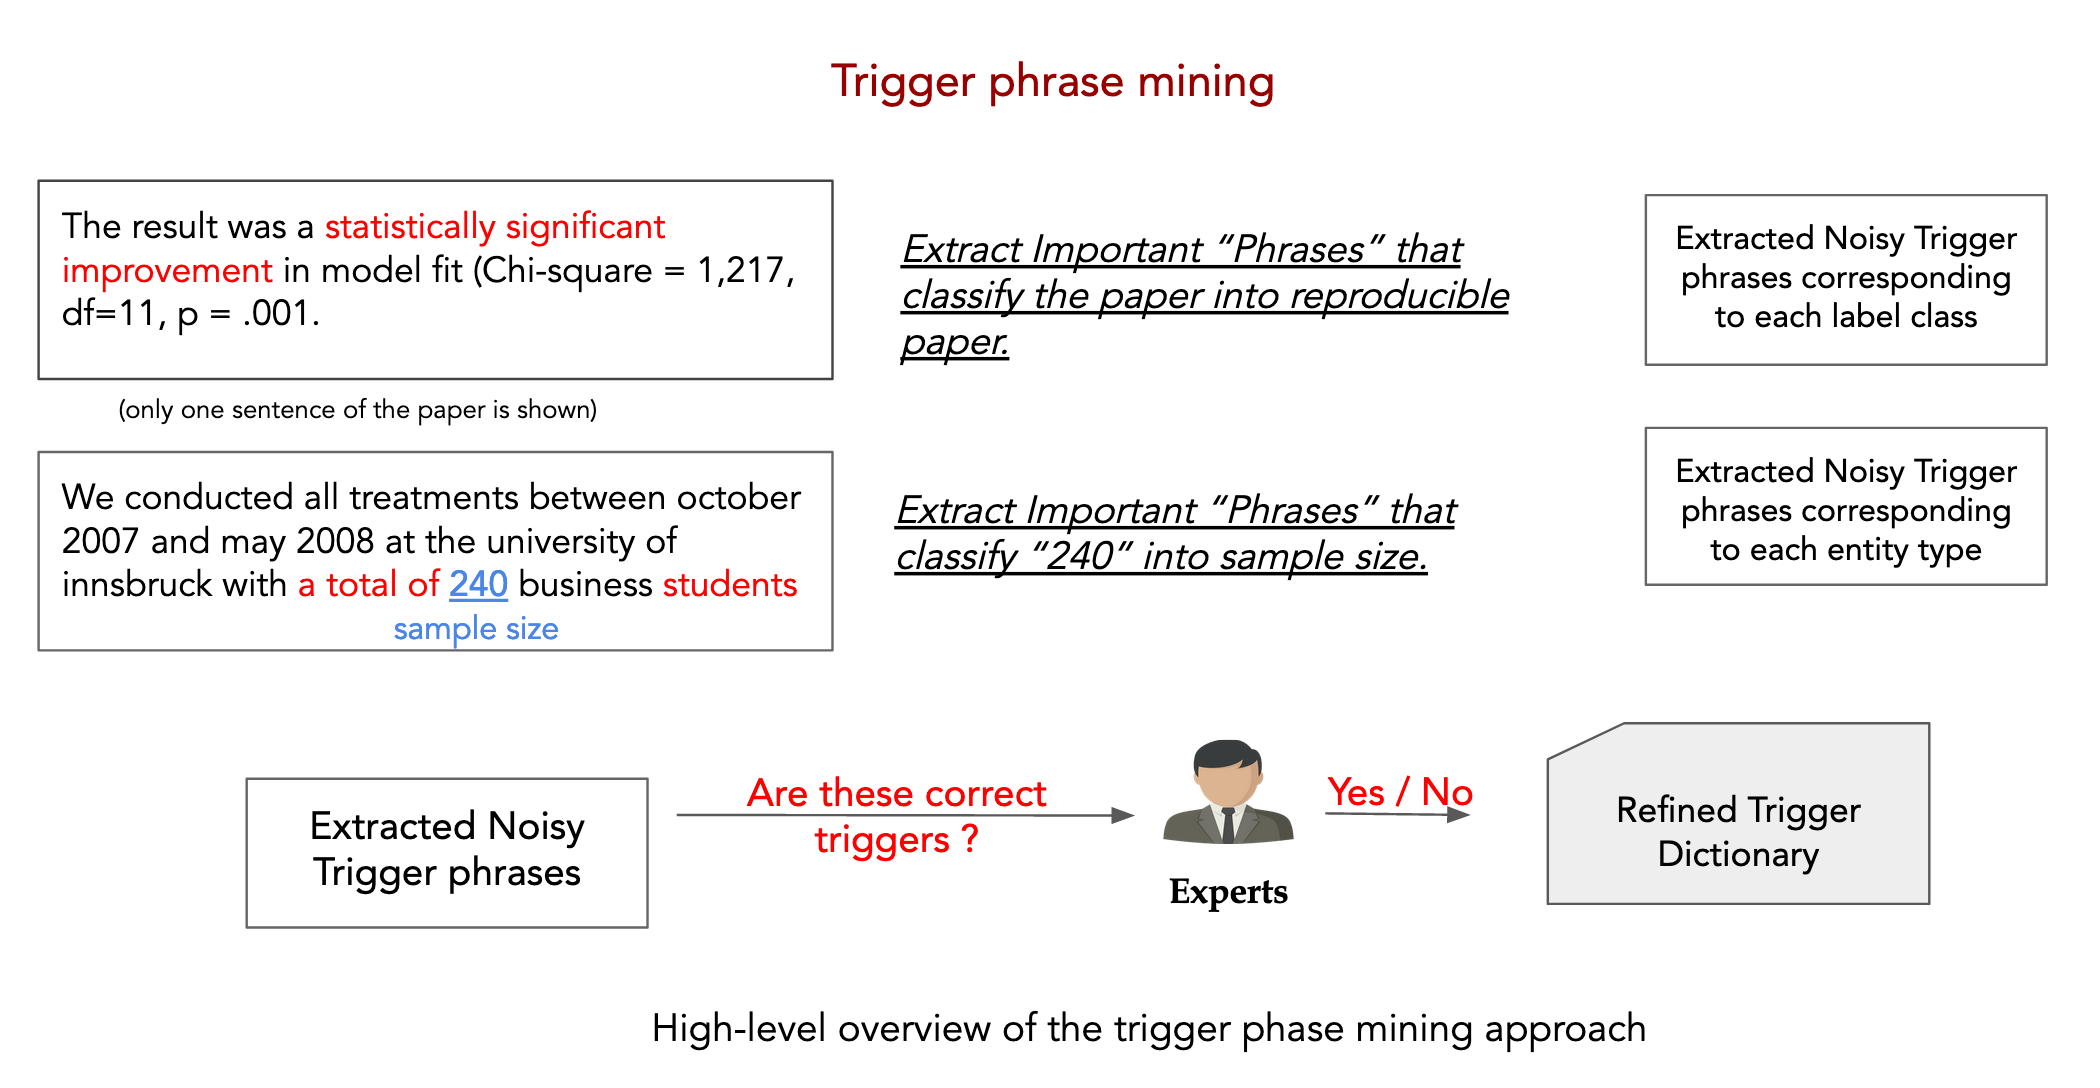 Trigger phrase mining
The result was a statistically significant
improvement in model fit (Chi-square = 1,217,
df=11, p = .001.
(only one sentence of the paper is shown)
Extract Important “Phrases” that
classify the paper into reproducible
paper.
Extracted Noisy Trigger
phrases corresponding
to each label class
We conducted all treatments between october
2007 and may 2008 at the university of
innsbruck with a total of 240 business students
sample size
Extract Important “Phrases” that
classify “240” into sample size.
Extracted Noisy Trigger
phrases corresponding
to each entity type
Extracted Noisy
Trigger phrases
Are these correct
triggers ?
Experts
Yes / No
Refined Trigger
Dictionary
High-level overview of the trigger phase mining approach